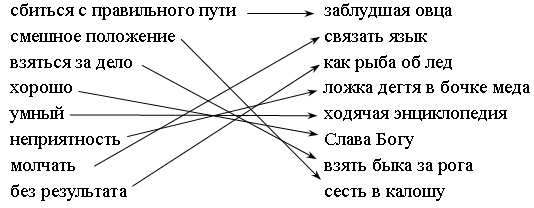 сбиться с правильного пути заблудшая овца
смешное положение связать язык
взяться за дело как рыба об лед
хорошо ложка дегтя в бочке меда
умный ходячая энциклопедия
неприятность Слава Богу
молчать взять быка за рога
без результата сесть в калошу